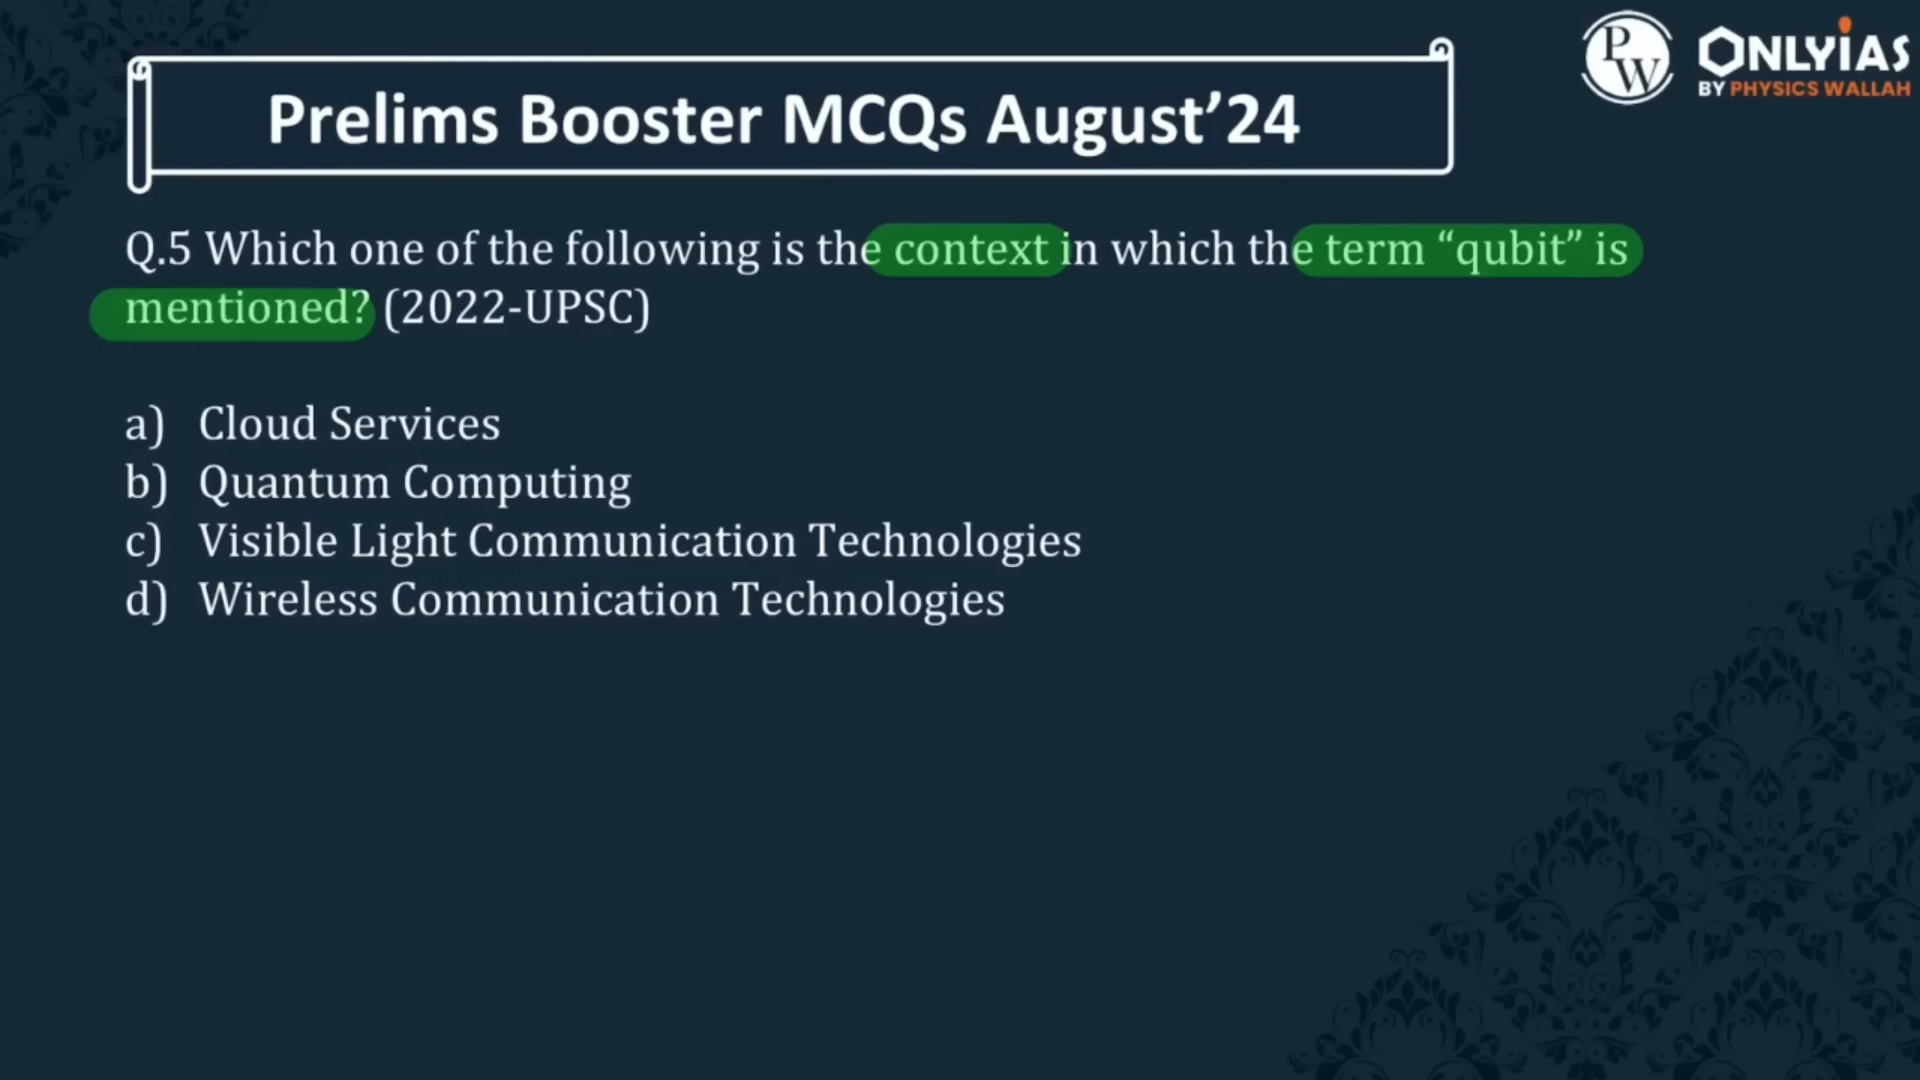 PW
ONLYIAS
BY PHYSICS WALLAH
Prelims Booster MCQs August’24
Q.5 Which one of the following is the context in which the term “qubit” is
mentioned? (2022-UPSC)
a) Cloud Services
b) Quantum Computing
c) Visible Light Communication Technologies
d) Wireless Communication Technologies